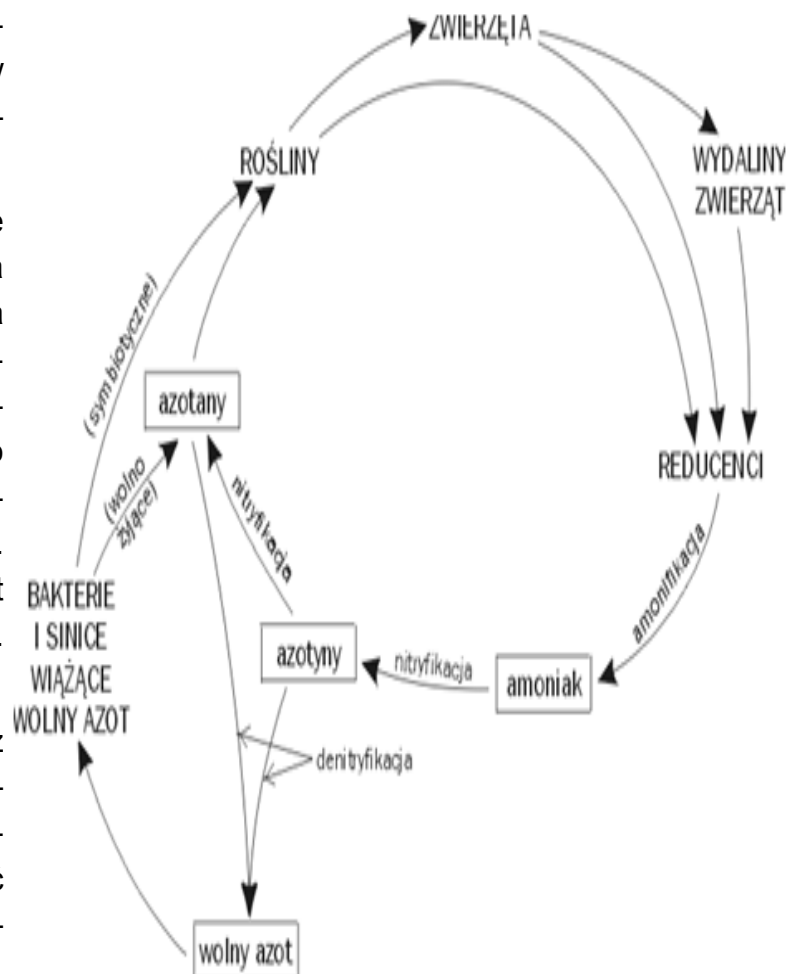 ZWIERZĘTA
ROŚLINY
WYDALINY
ZWIERZĄT
(symbiotyczne)
azotany
(wolno
żyjące)
nitryfikacja
REDUCENCI
amonifikacja
BAKTERIE
I SINICE
WIĄŻĄCE
WOLNY AZOT
azotyny
nitryfikacja
amoniak
denitryfikacja
wolny azot